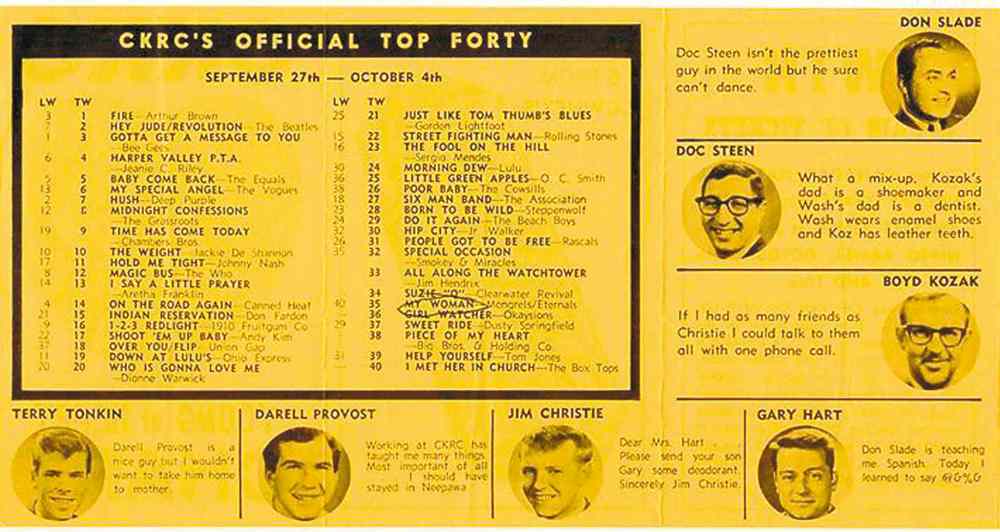 CKRC'S OFFICIAL TOP FORTY
SEPTEMBER 27th — OCTOBER 4th
LW TW
3 1 FIRE—Arthur Brown
7 2 HEY JUDE/REVOLUTION—The Beatles
1 3 GOTTA GET A MESSAGE TO YOU
—Bee Gees
6 4 HARPER VALLEY P.T.A.
—Jeanie C. Riley
5 5 BABY COME BACK—The Equals
13 6 MY SPECIAL ANGEL—The Vogues
2 7 HUSH—Deep Purple
12 8 MIDNIGHT CONFESSIONS
—The Grassroots
19 9 TIME HAS COME TODAY
—Chambers Bros.
10 10 THE WEIGHT—Jackie De Shannon
17 11 HOLD ME TIGHT—Johnny Nash
8 12 MAGIC BUS—The Who
14 13 I SAY A LITTLE PRAYER
—Aretha Franklin
4 14 ON THE ROAD AGAIN—Canned Heat
21 15 INDIAN RESERVATION—Don Fardon
9 16 1-2-3 REDLIGHT—1910 Fruitgum Co
22 17 SHOOT 'EM UP BABY—Andy Kim
18 OVER YOU/FLIP—Union Gap
11 19 DOWN AT LULU'S—Ohio Express
20 20 WHO IS GONNA LOVE ME
—Dionne Warwick
LW TW
25 21 JUST LIKE TOM THUMB'S BLUES
—Gordon Lightfoot
15 22 STREET FIGHTING MAN—Rolling Stones
16 23 THE FOOL ON THE HILL
—Sergio Mendes
30 24 MORNING DEW—Lulu
36 25 LITTLE GREEN APPLES—O. C. Smith
38 26 POOR BABY—The Cowsills
18 27 SIX MAN BAND—The Association
23 28 BORN TO BE WILD—Steppenwolf
24 29 DO IT AGAIN—The Beach Boys
32 30 HIP CITY—Jr Walker
26 31 PEOPLE GOT TO BE FREE—Rascals
35 32 SPECIAL OCCASION
—Smokey & Miracles
33 ALL ALONG THE WATCHTOWER
—Jim Hendrix
34 SUZIE "Q"—Clearwater Revival
40 35 MY WOMAN—Mongrels/Eternals
36 GIRL WATCHER—Okaysions
29 37 SWEET RIDE—Dusty Springfield
38 PIECE OF MY HEART
—Big Bros. & Holding Co.
31 39 HELP YOURSELF—Tom Jones
— 40 I MET HER IN CHURCH—The Box Tops
DON SLADE
Doc Steen isn't the prettiest
guy in the world but he sure
can't dance.
DOC STEEN
What a mix-up, Kozak's
dad is a shoemaker and
Wash's dad is a dentist.
Wash wears enamel shoes
and Koz has leather teeth.
BOYD KOZAK
If I had as many friends as
Christie I could talk to them
all with one phone call.
TERRY TONKIN
Darell Provost is a
nice guy but I wouldn't
want to take him home
to mother.
DARELL PROVOST
Working at CKRC has
taught me many things.
Most important of all
I should have
stayed in Neepawa
JIM CHRISTIE
Dear Mrs. Hart . . .
Please send your son
Gary some deodorant.
Sincerely Jim Christie.
GARY HART
Don Slade is teaching
me Spanish. Today I
learned to say @&%&